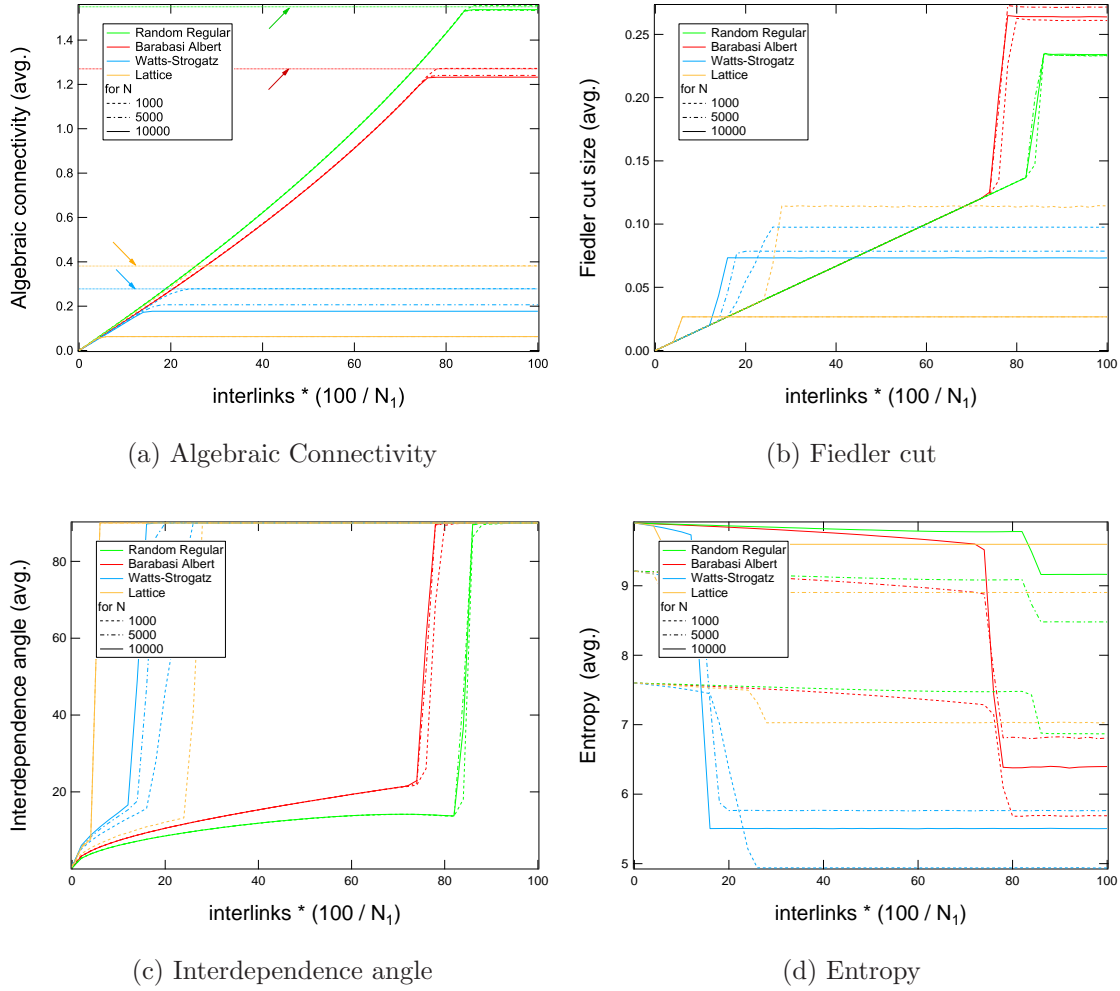 Algebraic connectivity (avg.)
1.4
1.2
1.0
0.8
0.6
0.4
0.2
0.0
Random Regular
Barabasi Albert
Watts-Strogatz
Lattice
for N
1000
5000
10000
0 20 40 60 80 100
interlinks * (100 / N1)
(a) Algebraic Connectivity
Fiedler cut size (avg.)
0.25
0.20
0.15
0.10
0.05
0.00
Random Regular
Barabasi Albert
Watts-Strogatz
Lattice
for N
1000
5000
10000
0 20 40 60 80 100
interlinks * (100 / N1)
(b) Fiedler cut
Interdependence angle (avg.)
80
60
40
20
Random Regular
Barabasi Albert
Watts-Strogatz
Lattice
for N
1000
5000
10000
0 20 40 60 80 100
interlinks * (100 / N1)
(c) Interdependence angle
Entropy (avg.)
9
8
7
6
5
Random Regular
Barabasi Albert
Watts-Strogatz
Lattice
for N
1000
5000
10000
0 20 40 60 80 100
interlinks * (100 / N1)
(d) Entropy